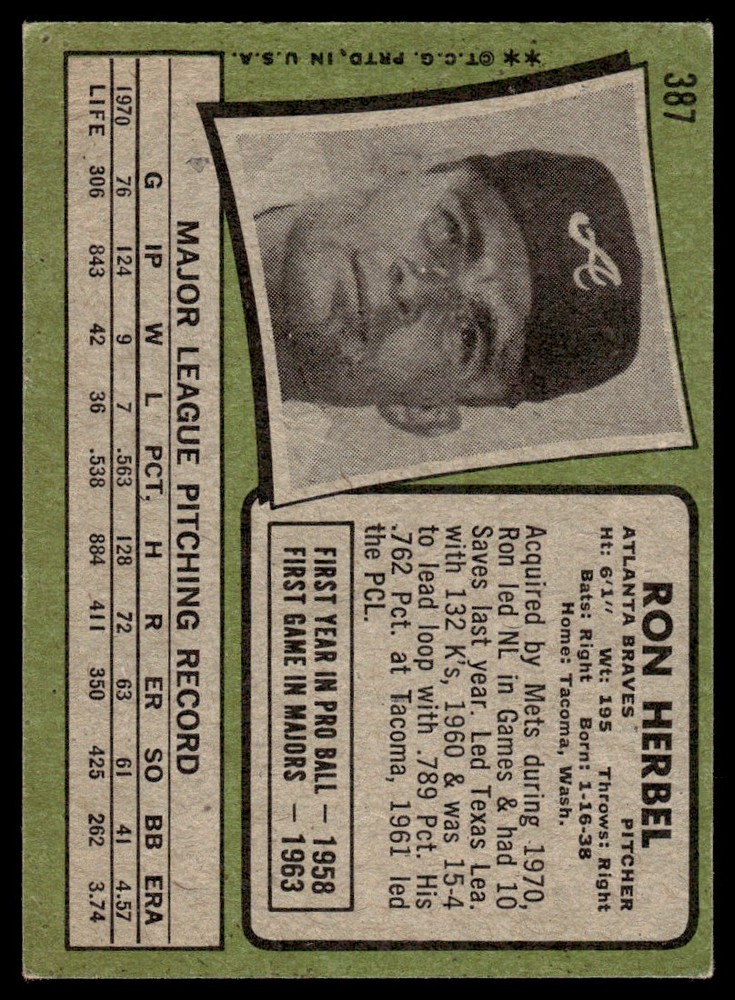 387
A
** ©T.C.G. PRTD. IN U.S.A.
RON HERBEL
ATLANTA BRAVES PITCHER
Ht: 6'1" Wt: 195 Throws: Right
Bats: Right Born: 1-16-38
Home: Tacoma, Wash.
Acquired by Mets during 1970,
Ron led NL in Games & had 10
Saves last year. Led Texas Lea.
with 132 K's, 1960 & was 15-4
to lead loop with .789 Pct. His
.762 Pct. at Tacoma, 1961 led
the PCL.
FIRST YEAR IN PRO BALL — 1958
FIRST GAME IN MAJORS — 1963
MAJOR LEAGUE PITCHING RECORD
G IP W L PCT. H R ER SO BB ERA
1970 76 124 9 7 .563 128 72 63 61 41 4.57
LIFE 306 843 42 36 .538 884 411 350 425 262 3.74